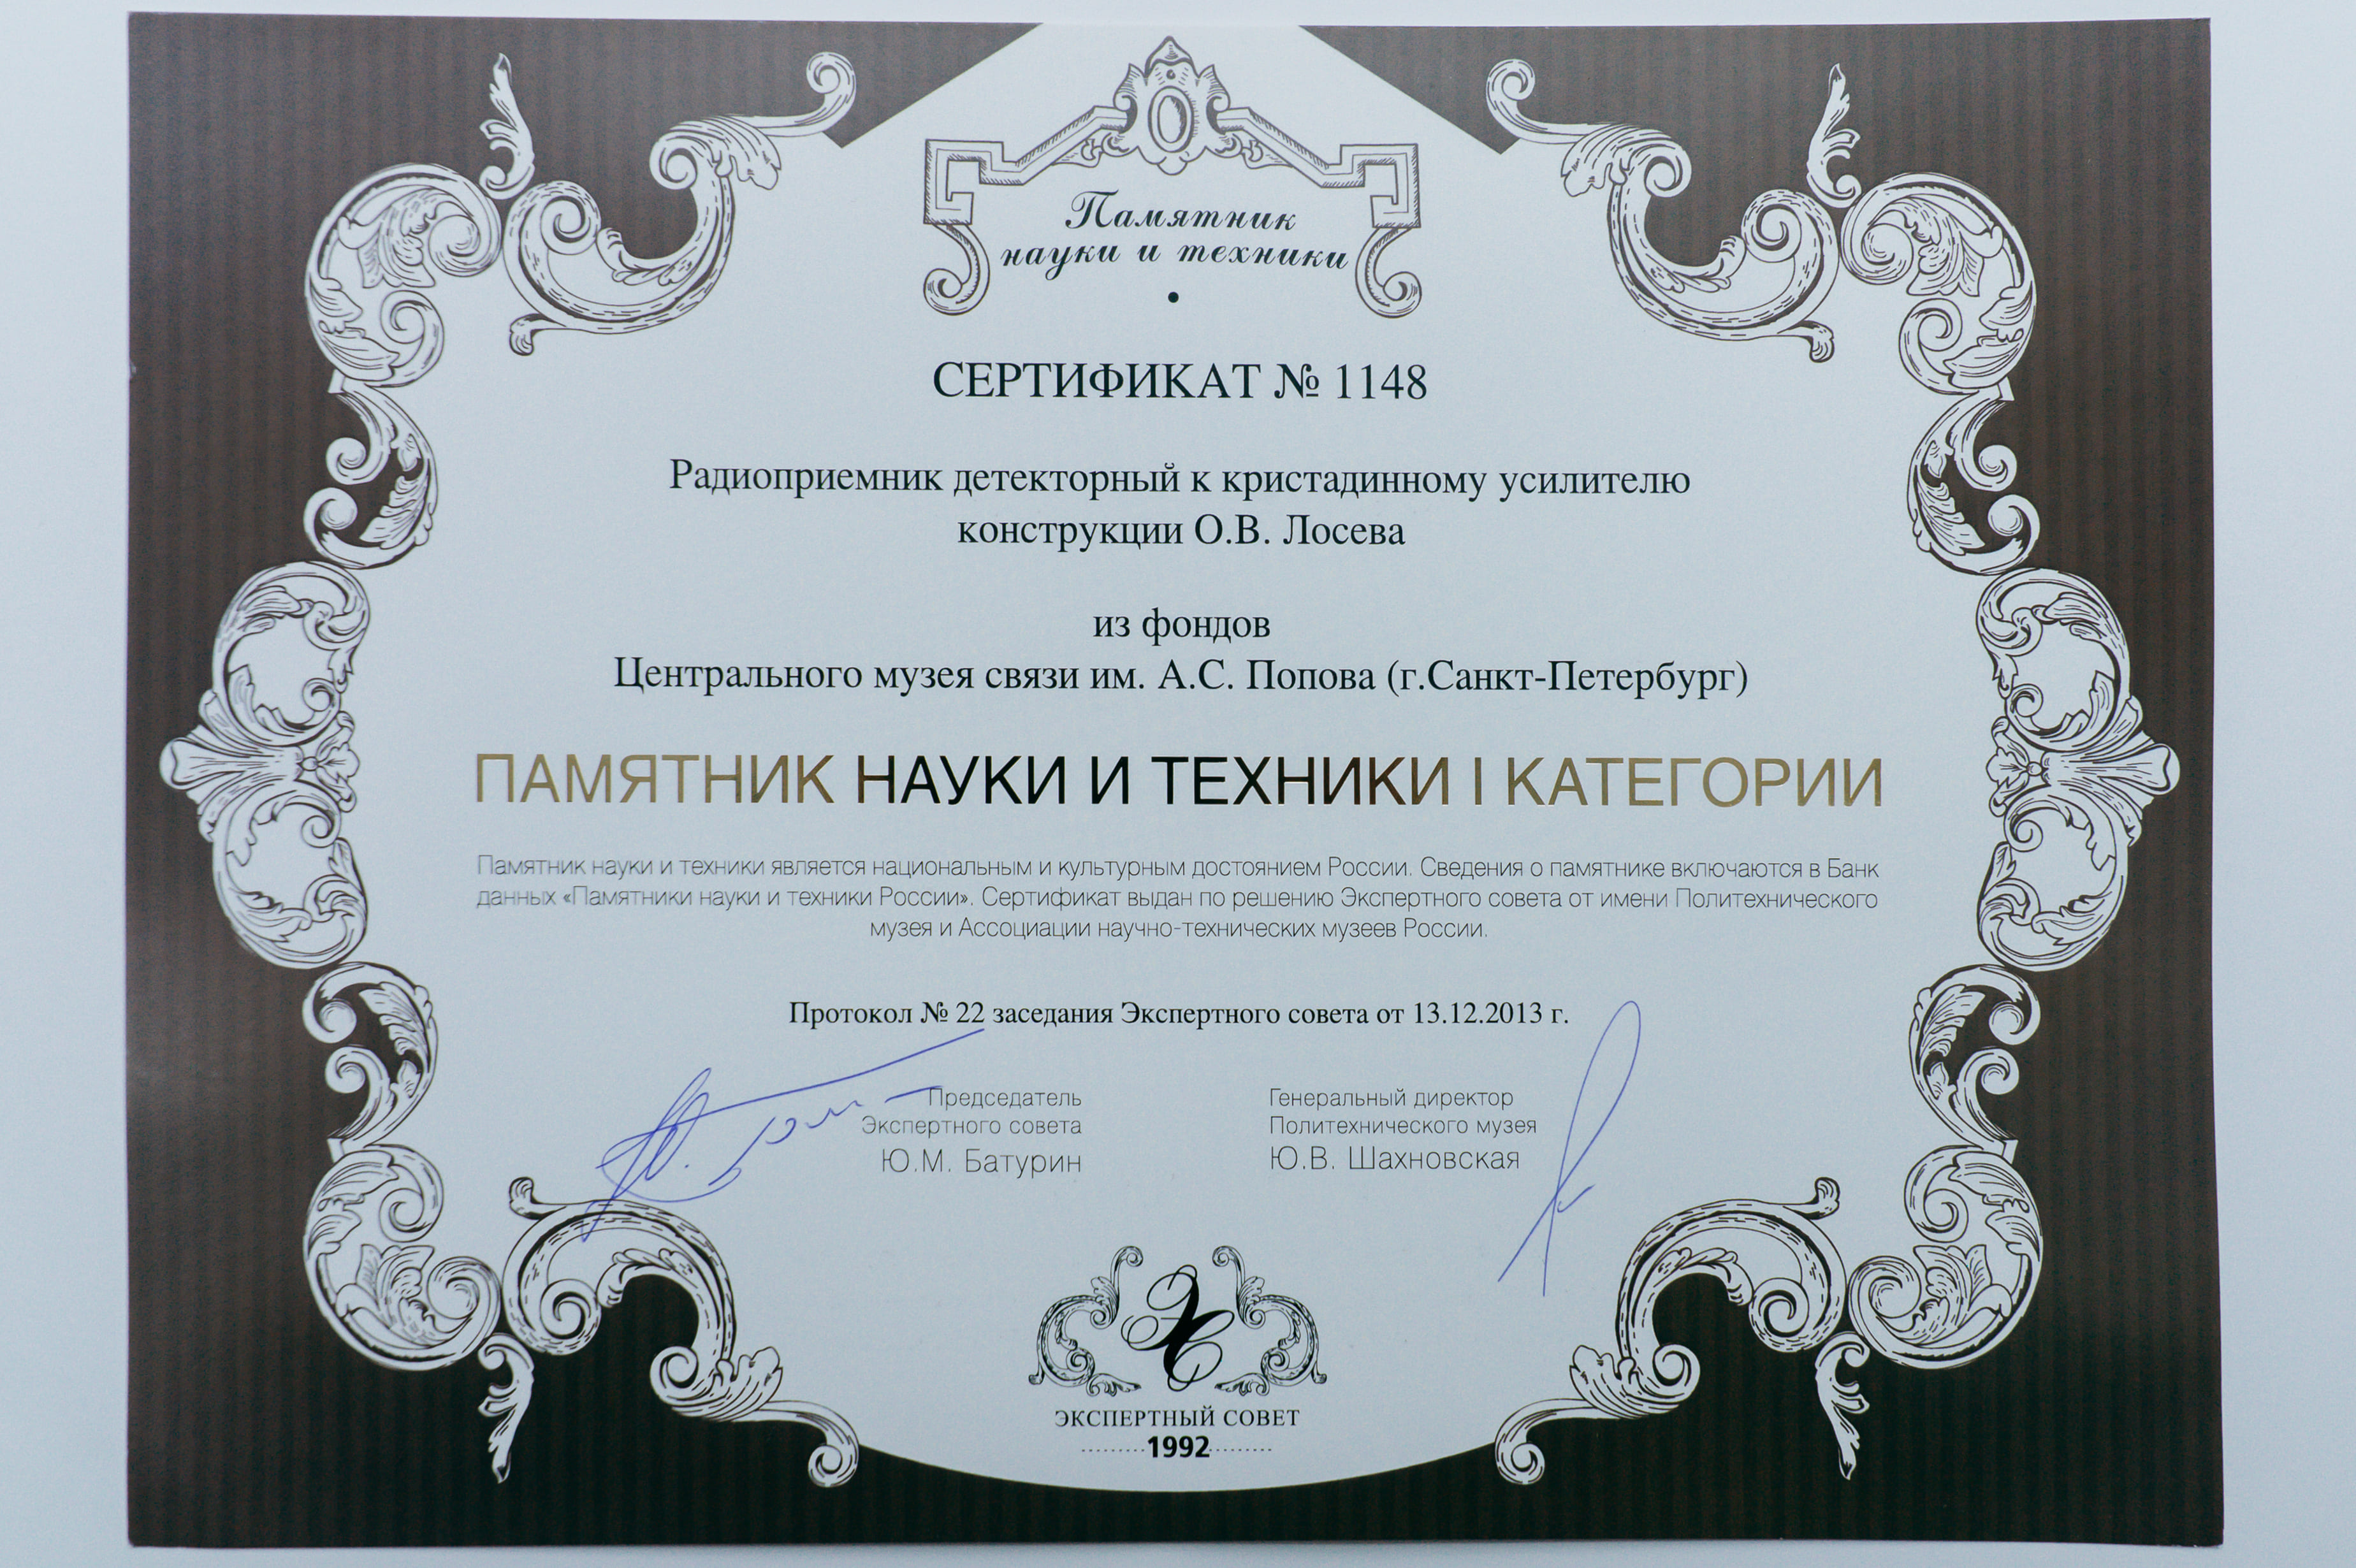 Памятник
науки и техники
СЕРТИФИКАТ № 1148
Радиоприемник детекторный к кристадинному усилителю
конструкции О.В. Лосева
из фондов
Центрального музея связи им. А.С. Попова (г.Санкт-Петербург)
ПАМЯТНИК НАУКИ И ТЕХНИКИ I КАТЕГОРИИ
Памятник науки и техники является национальным и культурным достоянием России. Сведения о памятнике включаются в Банк
данных «Памятники науки и техники России». Сертификат выдан по решению Экспертного совета от имени Политехнического
музея и Ассоциации научно-технических музеев России.
Протокол № 22 заседания Экспертного совета от 13.12.2013 г.
Председатель
Экспертного совета
Ю.М. Батурин
Генеральный директор
Политехнического музея
Ю.В. Шахновская
ЭКСПЕРТНЫЙ СОВЕТ
1992